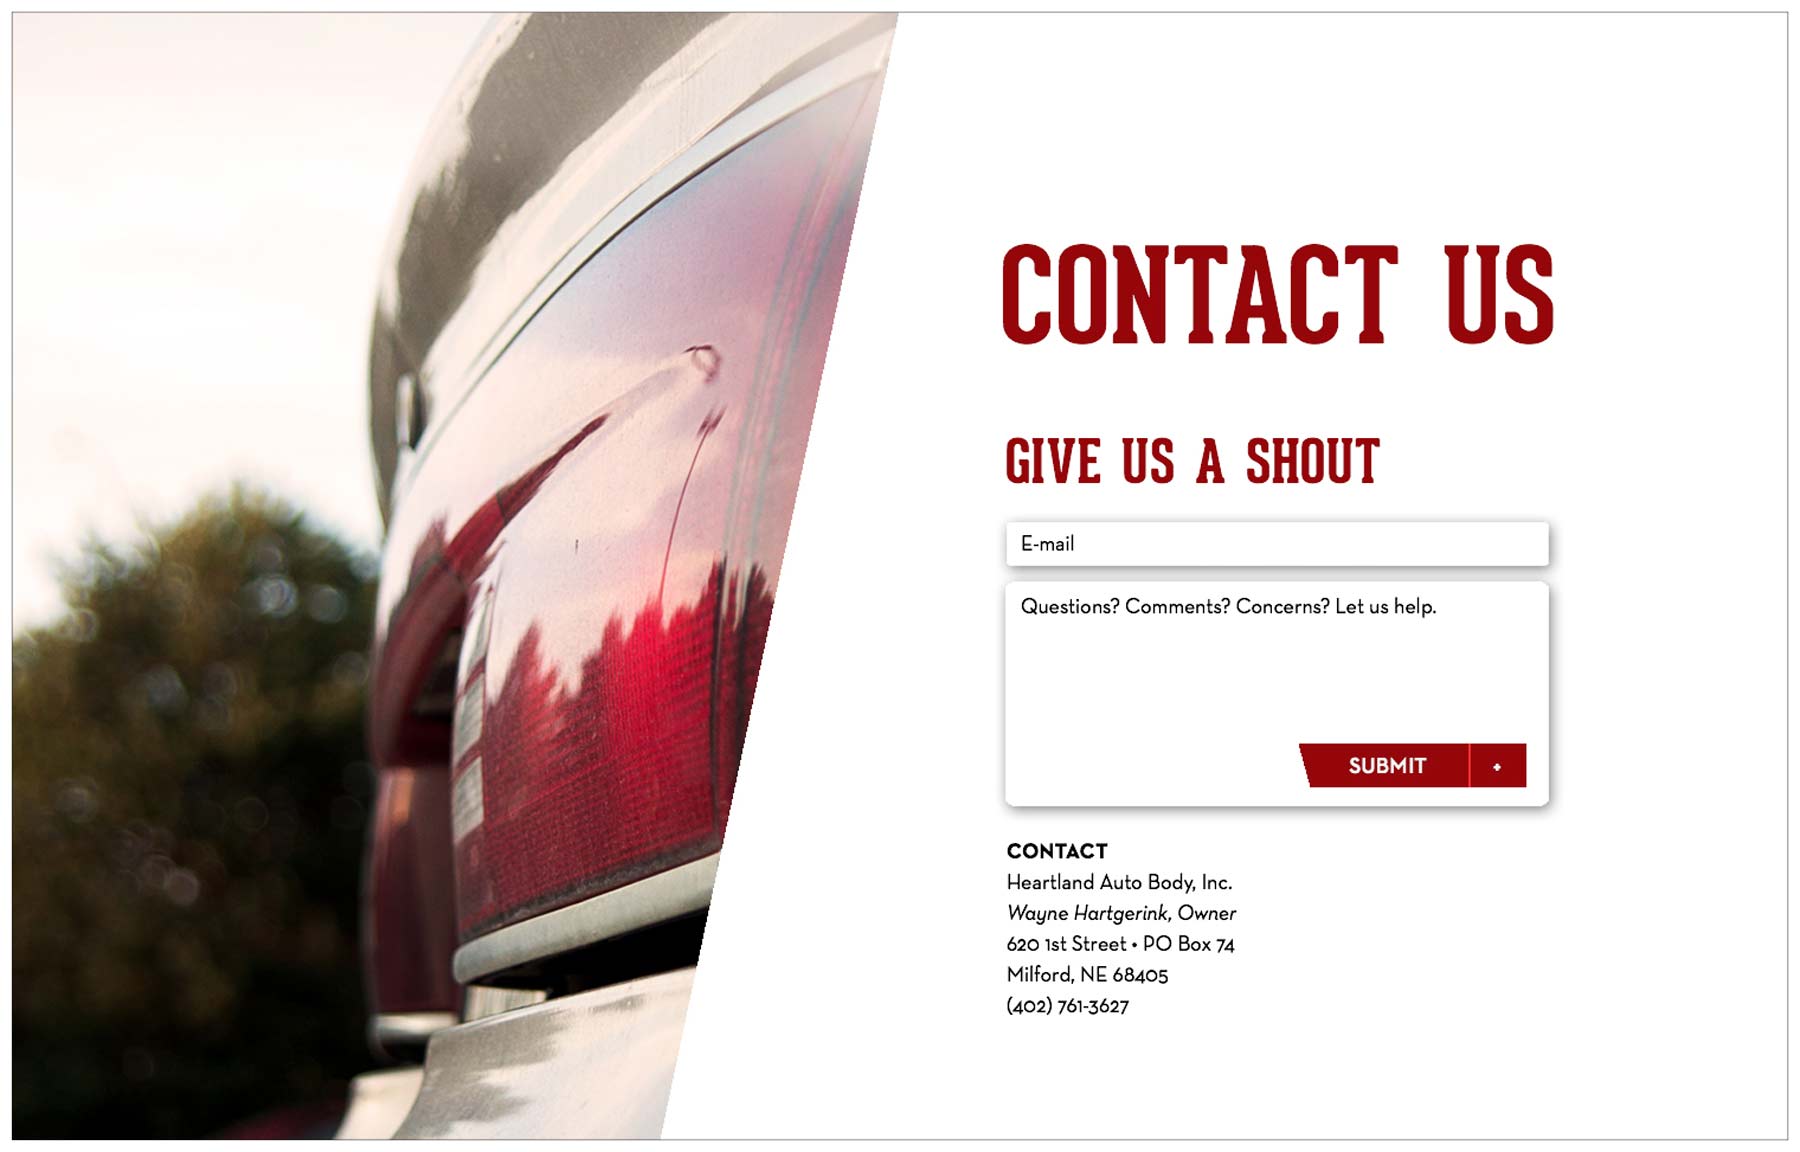 CONTACT US
GIVE US A SHOUT
E-mail
Questions? Comments? Concerns? Let us help.
SUBMIT +
CONTACT
Heartland Auto Body, Inc.
Wayne Hartgerink, Owner
620 1st Street • PO Box 74
Milford, NE 68405
(402) 761-3627